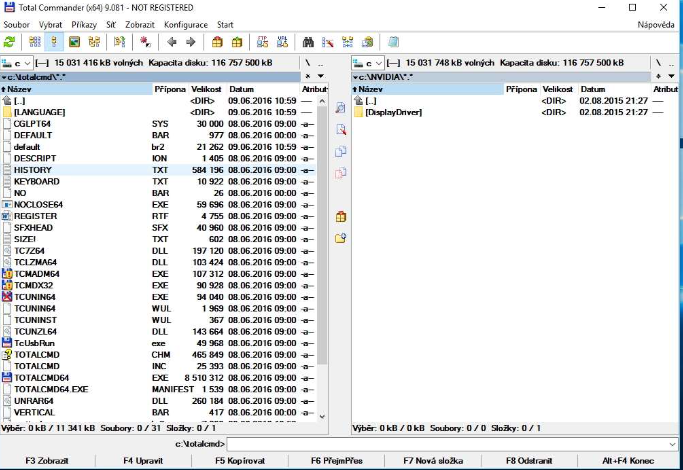 Total Commander (x64) 9.081 - NOT REGISTERED
Soubor Vybrat Příkazy Síť Zobrazit Konfigurace Start Nápověda
c [—] 15 031 416 kB volných Kapacita disku: 116 757 500 kB \ ..
c:\totalcmd\*.* * ▼
Název Přípona Velikost Datum Atribut
[..] <DIR> 09.06.2016 10:59 —
[LANGUAGE] <DIR> 09.06.2016 10:59 —
CGLPT64 SYS 30 000 08.06.2016 09:00 -a—
DEFAULT BAR 977 08.06.2016 09:00 -a—
default br2 21 262 09.06.2016 10:59 -a—
DESCRIPT ION 1 405 08.06.2016 09:00 -a—
HISTORY TXT 584 196 08.06.2016 09:00 -a—
KEYBOARD TXT 10 922 08.06.2016 09:00 -a—
NO BAR 26 08.06.2016 09:00 -a—
NOCLOSE64 EXE 59 696 08.06.2016 09:00 -a—
REGISTER RTF 4 755 08.06.2016 09:00 -a—
SFXHEAD SFX 40 960 08.06.2016 09:00 -a—
SIZE! TXT 602 08.06.2016 09:00 -a—
TC7Z64 DLL 197 120 08.06.2016 09:00 -a—
TCLZMA64 DLL 103 424 08.06.2016 09:00 -a—
TCMADM64 EXE 107 312 08.06.2016 09:00 -a—
TCMDX32 EXE 90 928 08.06.2016 09:00 -a—
TCUNIN64 EXE 94 040 08.06.2016 09:00 -a—
TCUNIN64 WUL 1 969 08.06.2016 09:00 -a—
TCUNINST WUL 367 08.06.2016 09:00 -a—
TCUNZL64 DLL 143 664 08.06.2016 09:00 -a—
TcUsbRun exe 49 968 08.06.2016 09:00 -a—
TOTALCMD CHM 465 849 08.06.2016 09:00 -a—
TOTALCMD INC 25 393 08.06.2016 09:00 -a—
TOTALCMD64 EXE 8 510 312 08.06.2016 09:00 -a—
TOTALCMD64.EXE MANIFEST 1 539 08.06.2016 09:00 -a—
UNRAR64 DLL 260 184 08.06.2016 09:00 -a—
VERTICAL BAR 417 08.06.2016 09:00 -a—
Výběr: 0 kB / 11 341 kB Soubory: 0 / 31 Složky: 0 / 1
c [—] 15 031 748 kB volných Kapacita disku: 116 757 500 kB \ ..
c:\NVIDIA\*.* * ▼
Název Přípona Velikost Datum Atribut
[..] <DIR> 02.08.2015 21:27 —
[DisplayDriver] <DIR> 02.08.2015 21:27 —
Výběr: 0 kB / 0 kB Soubory: 0 / 0 Složky: 0 / 1
c:\totalcmd>
F3 Zobrazit F4 Upravit F5 Kopírovat F6 PřejmPřes F7 Nová složka F8 Odstranit Alt+F4 Konec